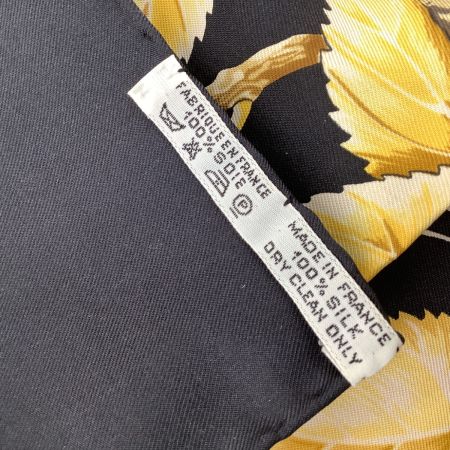 FABRIQUE EN FRANCE
100% SOIE
P
MADE IN FRANCE
100% SILK
DRY CLEAN ONLY